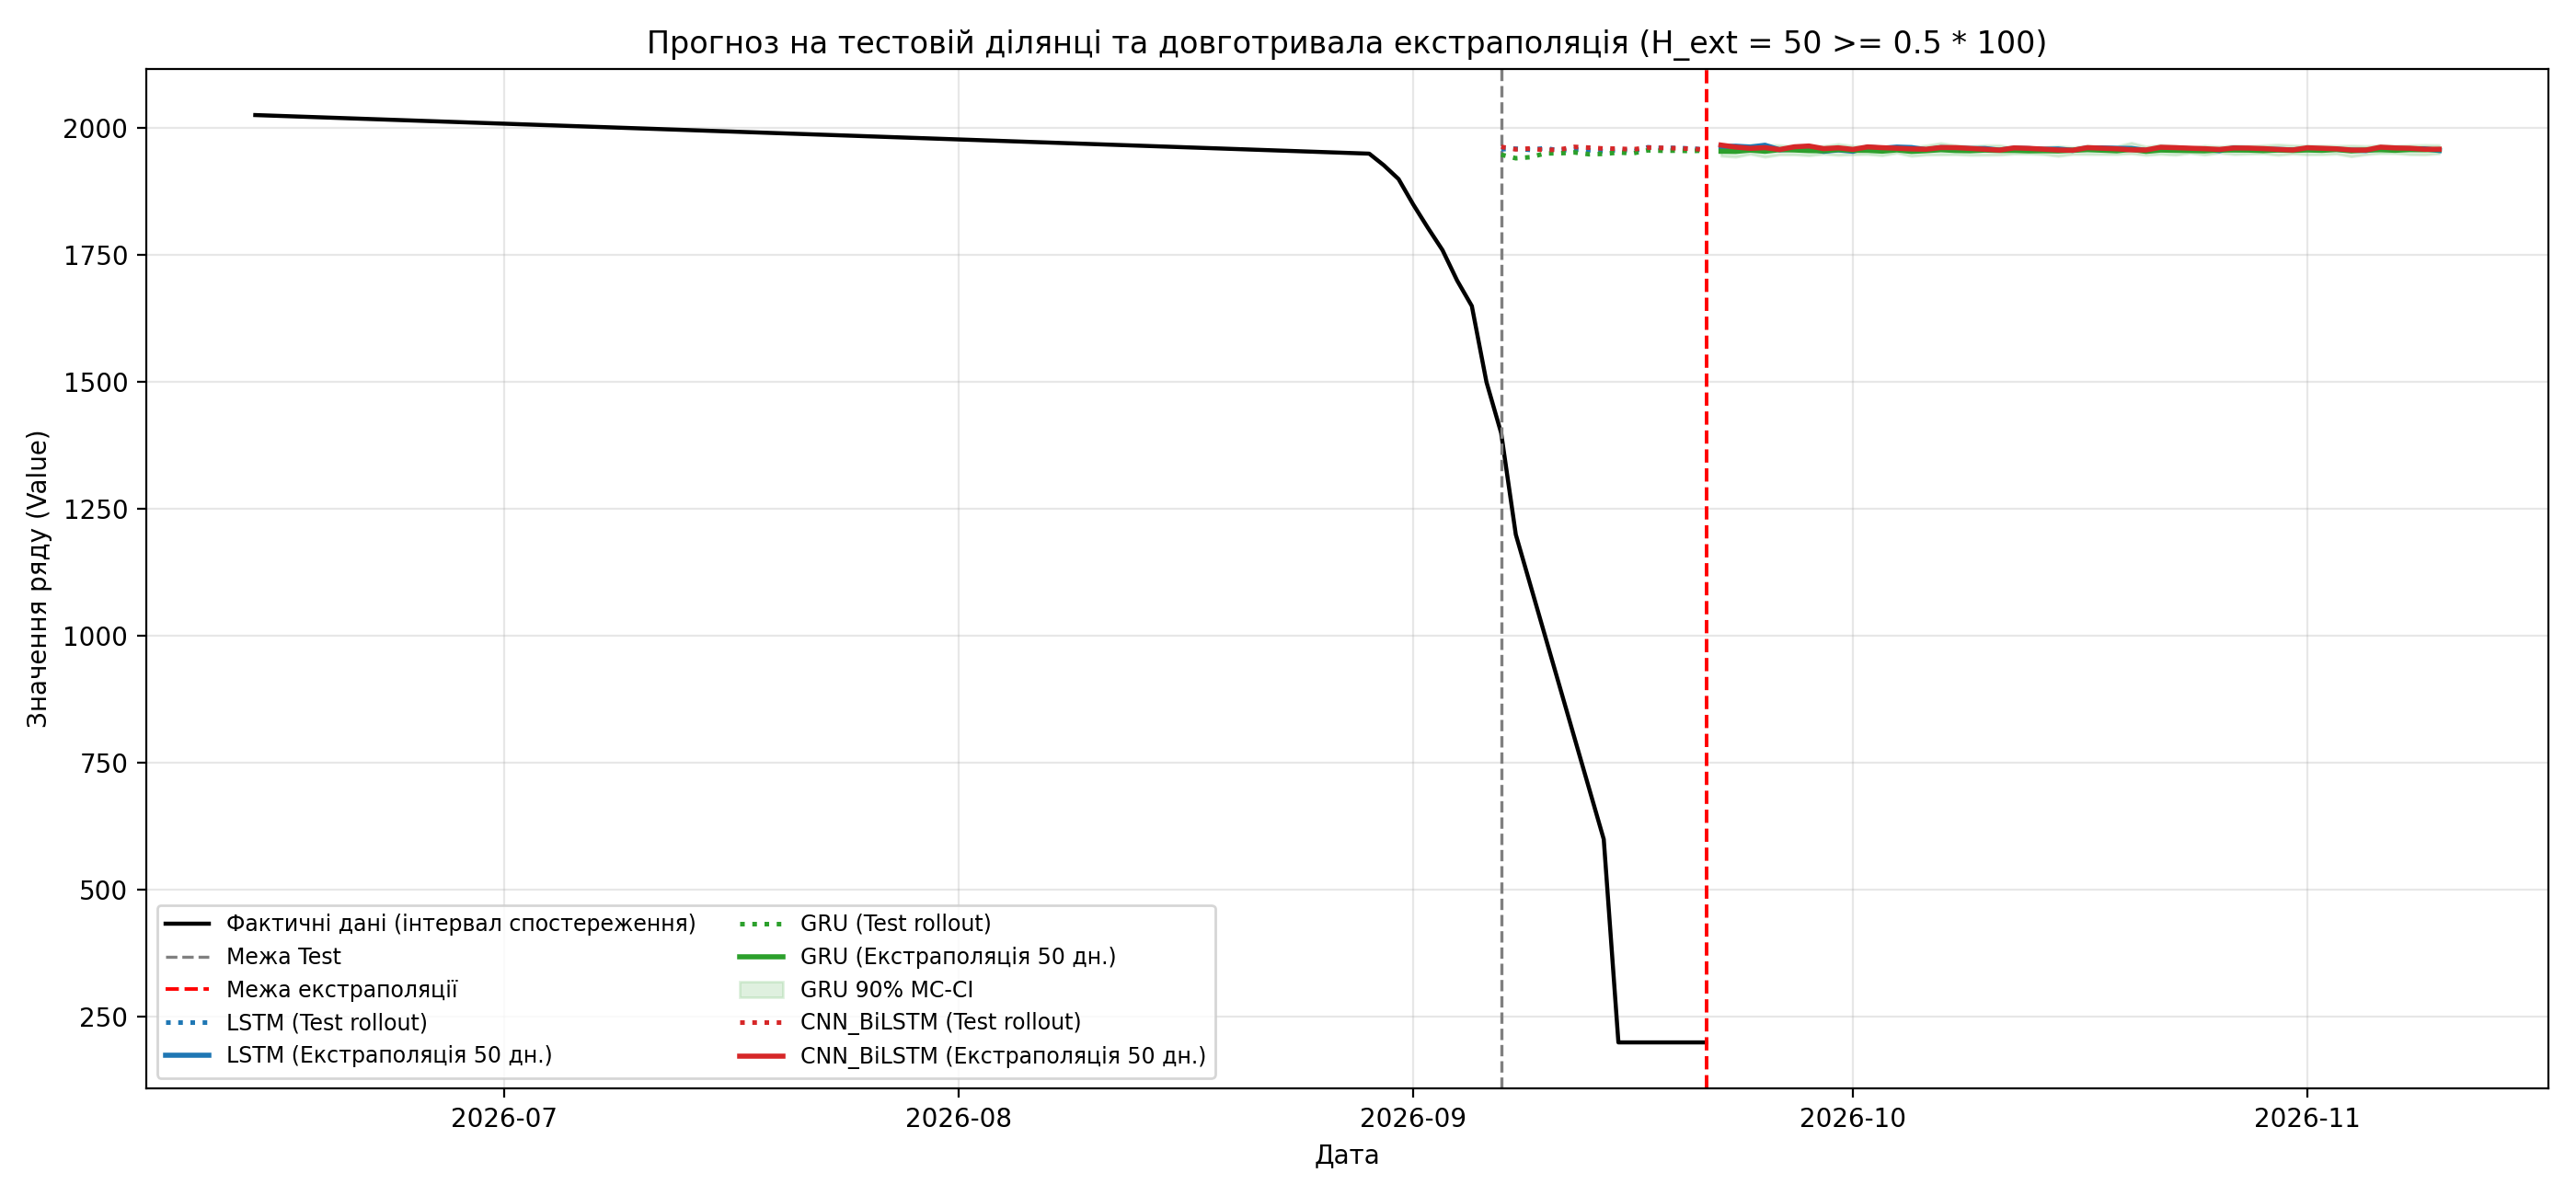 Прогноз на тестовій ділянці та довготривала екстраполяція (H_ext = 50 >= 0.5 * 100)
Значення ряду (Value)
2000
1750
1500
1250
1000
750
500
250
Фактичні дані (інтервал спостереження)
Межа Test
Межа екстраполяції
LSTM (Test rollout)
LSTM (Екстраполяція 50 дн.)
GRU (Test rollout)
GRU (Екстраполяція 50 дн.)
GRU 90% MC-CI
CNN_BiLSTM (Test rollout)
CNN_BiLSTM (Екстраполяція 50 дн.)
2026-07
2026-08
2026-09
2026-10
2026-11
Дата